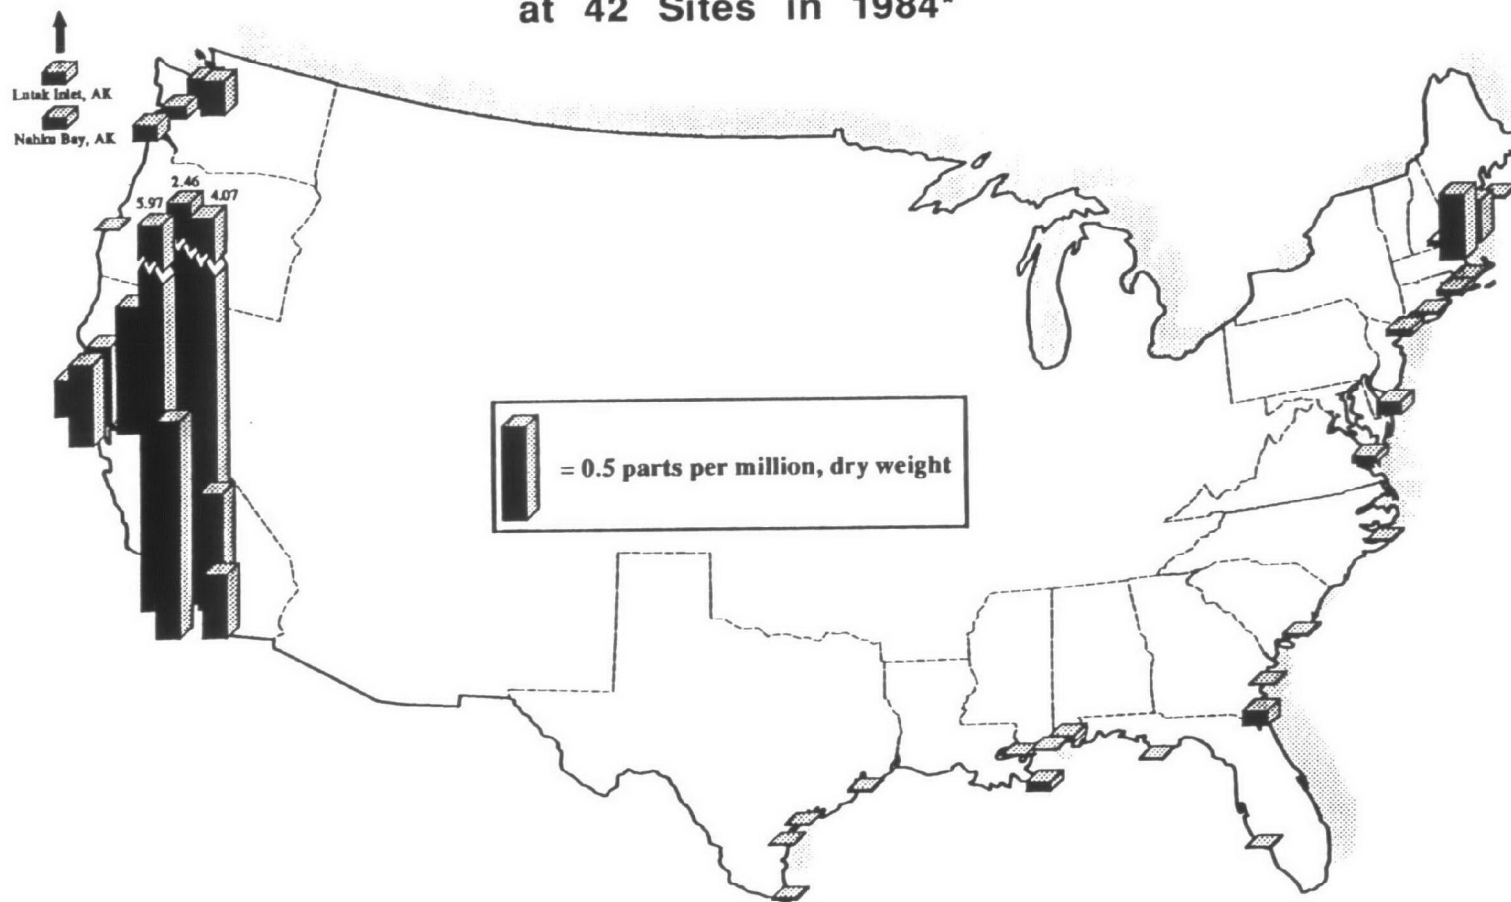 at 42 Sites in 1984*
Lutak Inlet, AK
Nahku Bay, AK
2.46
5.97
4.07
= 0.5 parts per million, dry weight